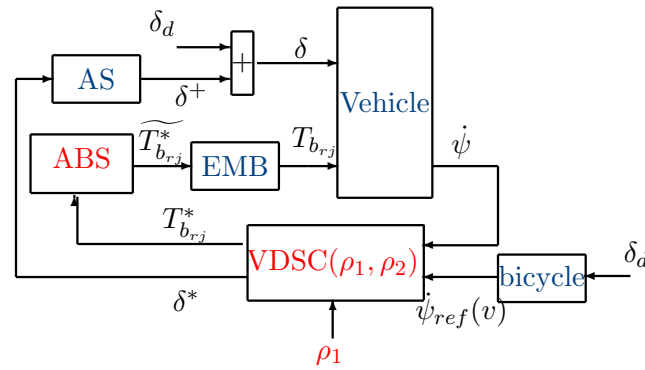 δ_d
+
δ
AS
δ^+
Vehicle
\widetilde{T^*_{b_{rj}}}
T_{b_{rj}}
ψ̇
ABS
EMB
T^*_{b_{rj}}
VDSC(ρ_1, ρ_2)
δ_d
bicycle
δ^*
ψ̇_{ref}(v)
ρ_1